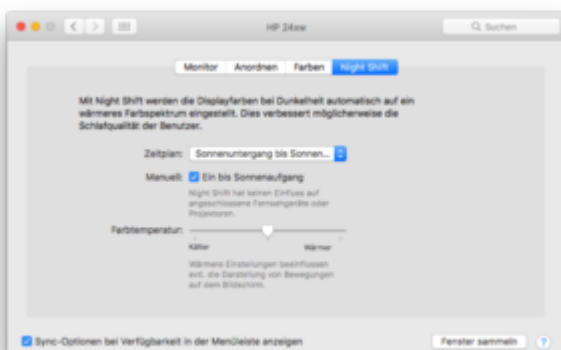 HP 24xw
Suchen
Monitor Anordnen Farben Night Shift
Mit Night Shift werden die Displayfarben bei Dunkelheit automatisch auf ein
wärmeres Farbspektrum eingestellt. Dies verbessert möglicherweise die
Schlafqualität der Benutzer.
Zeitplan: Sonnenuntergang bis Sonnen...
Manuell: Ein bis Sonnenaufgang
Night Shift hat keinen Einfluss auf
angeschlossene Fernsehgeräte oder
Projektoren.
Farbtemperatur:
Kälter Wärmer
Wärmere Einstellungen beeinflussen
evtl. die Darstellung von Bewegungen
auf dem Bildschirm.
Sync-Optionen bei Verfügbarkeit in der Menüleiste anzeigen Fenster sammeln ?